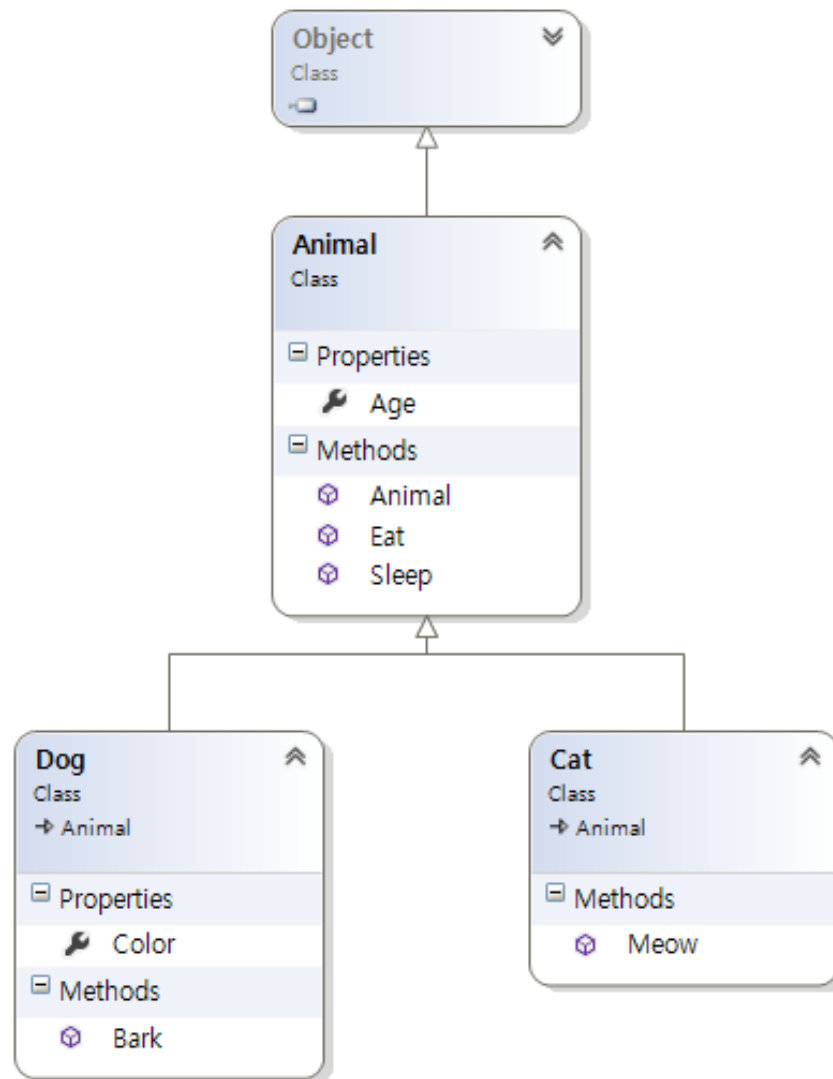 Object
Class
Animal
Class
Properties
Age
Methods
Animal
Eat
Sleep
Dog
Class
Animal
Properties
Color
Methods
Bark
Cat
Class
Animal
Methods
Meow